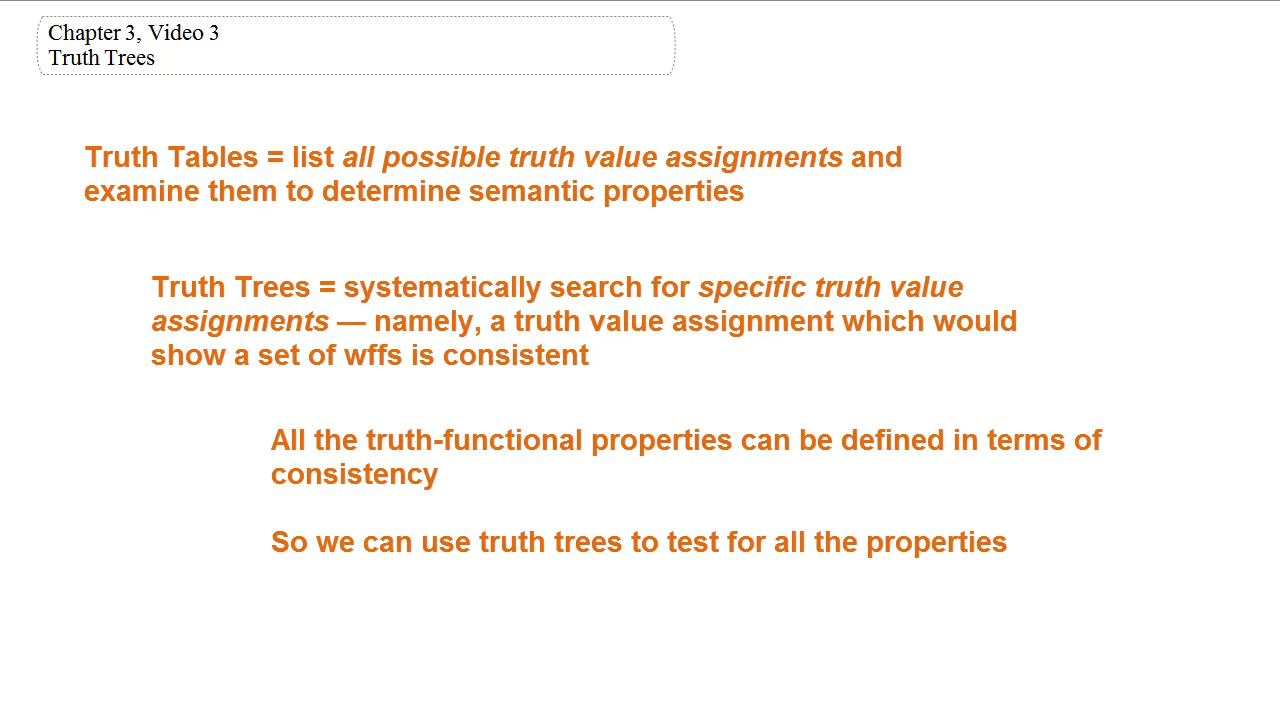 Chapter 3, Video 3
Truth Trees
Truth Tables = list all possible truth value assignments and
examine them to determine semantic properties
Truth Trees = systematically search for specific truth value
assignments — namely, a truth value assignment which would
show a set of wffs is consistent
All the truth-functional properties can be defined in terms of
consistency
So we can use truth trees to test for all the properties